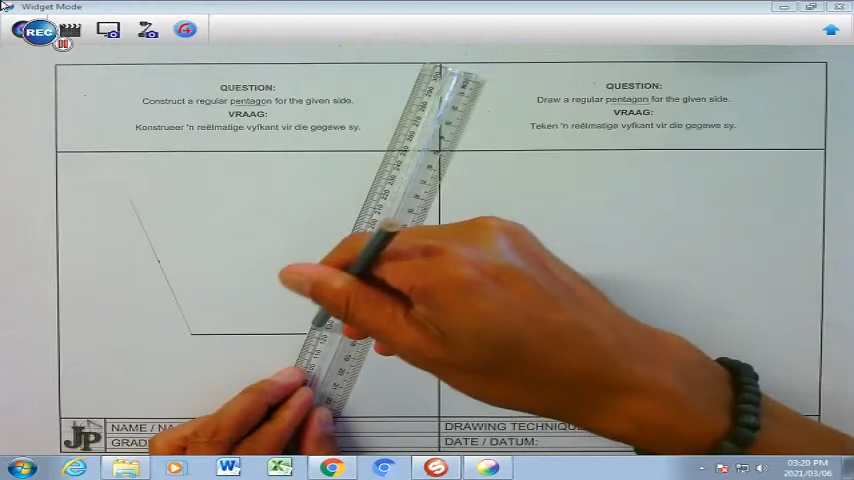 Widget Mode
REC
QUESTION:
Construct a regular pentagon for the given side.
VRAAG:
Konstrueer 'n reëlmatige vyfkant vir die gegewe sy.
QUESTION:
Draw a regular pentagon for the given side.
VRAAG:
Teken 'n reëlmatige vyfkant vir die gegewe sy.
JP
NAME / NA
GRADE
DRAWING TECHNIQUE
DATE / DATUM:
03:20 PM
2021/03/06